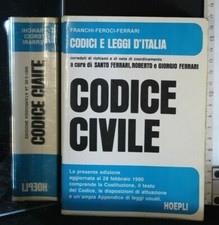 FRANCHI-FEROCI-FERRARI
CODICI E LEGGI D'ITALIA
corredati di richiami e di note di coordinamento
a cura di SANTO FERRARI, ROBERTO e GIORGIO FERRARI
CODICE
CIVILE
La presente edizione
aggiornata al 28 febbraio 1990
comprende la Costituzione, il testo
del Codice, le disposizioni di attuazione
e un'ampia Appendice di leggi usuali.
HOEPLI
CODICE CIVILE
HOEPLI